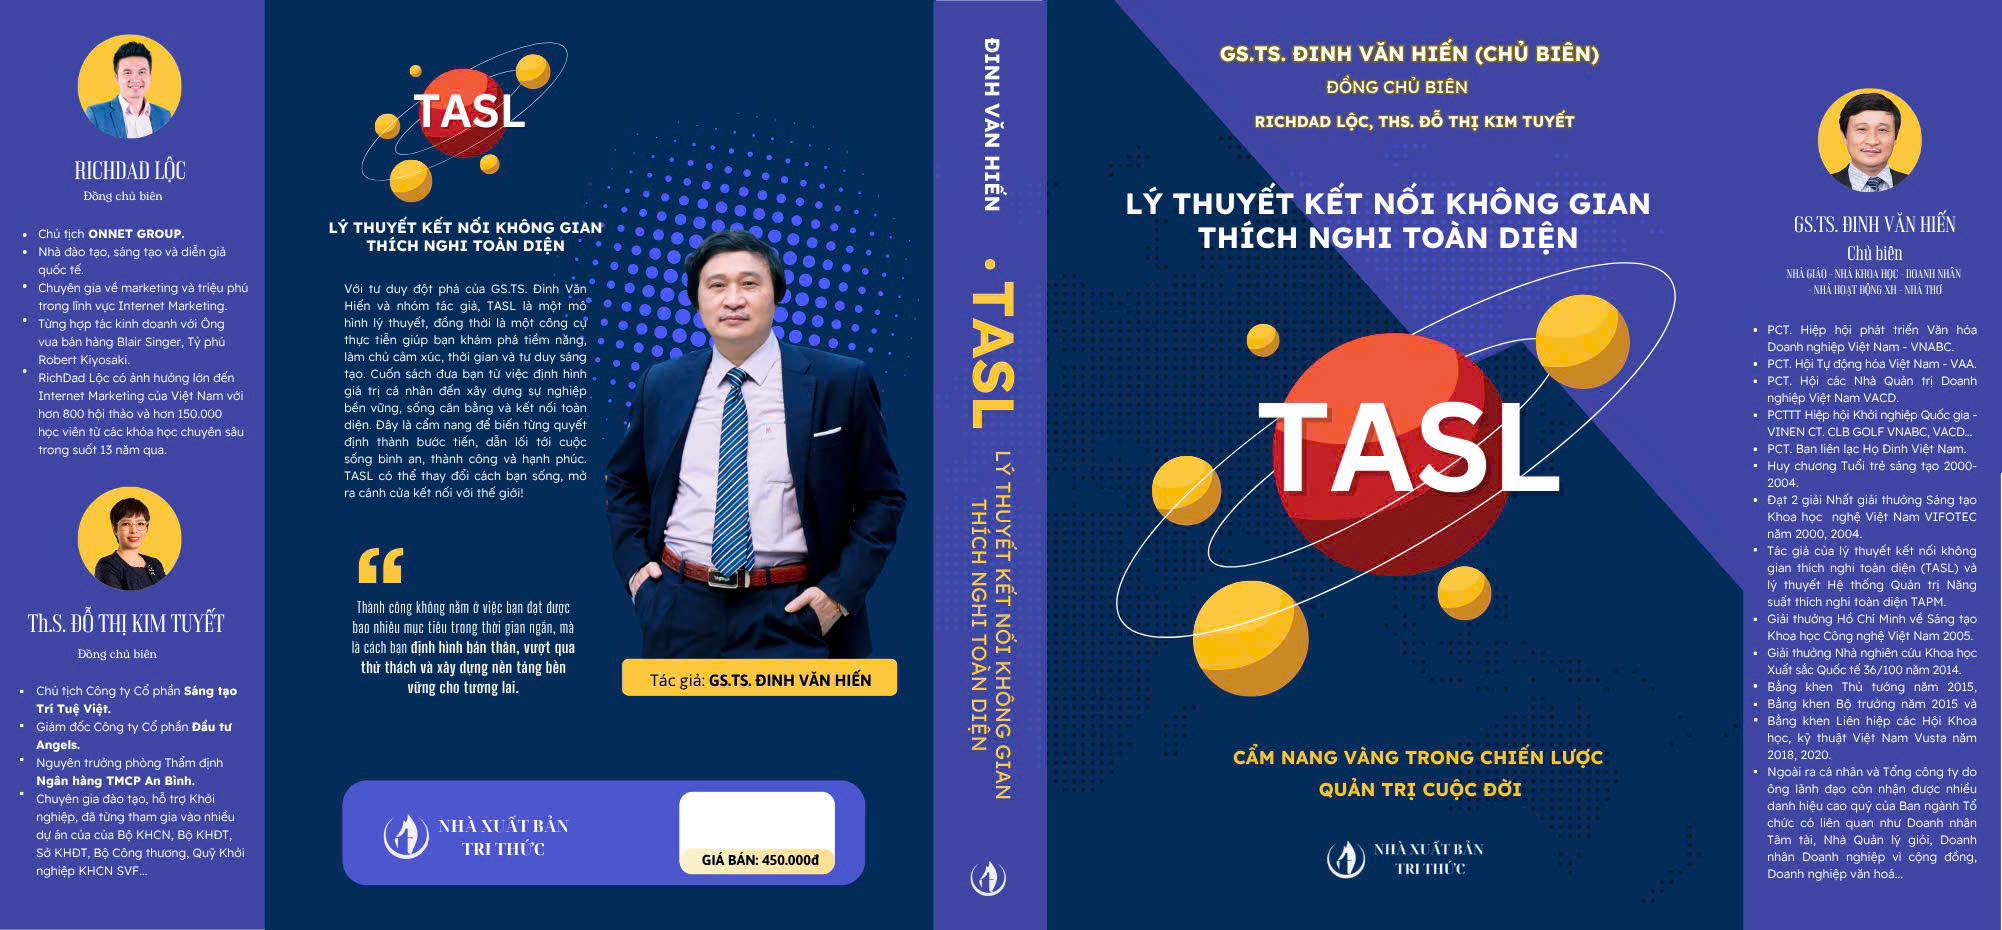 RICHDAD LỘC
Đồng chủ biên
• Chủ tịch ONNET GROUP.
• Nhà đào tạo, sáng tạo và diễn giả
quốc tế.
• Chuyên gia về marketing và triệu phú
trong lĩnh vực Internet Marketing.
• Từng hợp tác kinh doanh với Ông
vua bán hàng Blair Singer, Tỷ phú
Robert Kiyosaki.
• RichDad Lộc có ảnh hưởng lớn đến
Internet Marketing của Việt Nam với
hơn 800 hội thảo và hơn 150.000
học viên từ các khóa học chuyên sâu
trong suốt 13 năm qua.
Th.S. ĐỖ THỊ KIM TUYẾT
Đồng chủ biên
• Chủ tịch Công ty Cổ phần Sáng tạo
Trí Tuệ Việt.
• Giám đốc Công ty Cổ phần Đầu tư
Angels.
• Nguyên trưởng phòng Thẩm định
Ngân hàng TMCP An Bình.
• Chuyên gia đào tạo, hỗ trợ Khởi
nghiệp, đã từng tham gia vào nhiều
dự án của của Bộ KHCN, Bộ KHĐT,
Sở KHĐT, Bộ Công thương, Quỹ Khởi
nghiệp KHCN SVF...
TASL
LÝ THUYẾT KẾT NỐI KHÔNG GIAN
THÍCH NGHI TOÀN DIỆN
Với tư duy đột phá của GS.TS. Đinh Văn
Hiến và nhóm tác giả, TASL là một mô
hình lý thuyết, đồng thời là một công cụ
thực tiễn giúp bạn khám phá tiềm năng,
làm chủ cảm xúc, thời gian và tư duy sáng
tạo. Cuốn sách đưa bạn từ việc định hình
giá trị cá nhân đến xây dựng sự nghiệp
bền vững, sống cân bằng và kết nối toàn
diện. Đây là cẩm nang để biến từng quyết
định thành bước tiến, dẫn lối tới cuộc
sống bình an, thành công và hạnh phúc.
TASL có thể thay đổi cách bạn sống, mở
ra cánh cửa kết nối với thế giới!
“
Thành công không nằm ở việc bạn đạt được
bao nhiêu mục tiêu trong thời gian ngắn, mà
là cách bạn định hình bản thân, vượt qua
thử thách và xây dựng nền tảng bền
vững cho tương lai.
Tác giả: GS.TS. ĐINH VĂN HIẾN
NHÀ XUẤT BẢN
TRI THỨC
GIÁ BÁN: 450.000đ
ĐINH VĂN HIẾN
• TASL
LÝ THUYẾT KẾT NỐI KHÔNG GIAN
THÍCH NGHI TOÀN DIỆN
GS.TS. ĐINH VĂN HIẾN (CHỦ BIÊN)
ĐỒNG CHỦ BIÊN
RICHDAD LỘC, THS. ĐỖ THỊ KIM TUYẾT
LÝ THUYẾT KẾT NỐI KHÔNG GIAN
THÍCH NGHI TOÀN DIỆN
TASL
CẨM NANG VÀNG TRONG CHIẾN LƯỢC
QUẢN TRỊ CUỘC ĐỜI
NHÀ XUẤT BẢN
TRI THỨC
GS.TS. ĐINH VĂN HIẾN
Chủ biên
NHÀ GIÁO - NHÀ KHOA HỌC - DOANH NHÂN
- NHÀ HOẠT ĐỘNG XH - NHÀ THƠ
• PCT. Hiệp hội phát triển Văn hóa
Doanh nghiệp Việt Nam - VNABC.
• PCT. Hội Tự động hóa Việt Nam - VAA.
• PCT. Hội các Nhà Quản trị Doanh
nghiệp Việt Nam VACD.
• PCTTT Hiệp hội Khởi nghiệp Quốc gia -
VINEN CT. CLB GOLF VNABC, VACD...
• PCT. Ban liên lạc Họ Đinh Việt Nam.
• Huy chương Tuổi trẻ sáng tạo 2000-
2004.
• Đạt 2 giải Nhất giải thưởng Sáng tạo
Khoa học nghệ Việt Nam VIFOTEC
năm 2000, 2004.
• Tác giả của lý thuyết kết nối không
gian thích nghi toàn diện (TASL) và
lý thuyết Hệ thống Quản trị Năng
suất thích nghi toàn diện TAPM.
• Giải thưởng Hồ Chí Minh về Sáng tạo
Khoa học Công nghệ Việt Nam 2005.
• Giải thưởng Nhà nghiên cứu Khoa học
Xuất sắc Quốc tế 36/100 năm 2014.
• Bằng khen Thủ tướng năm 2015,
• Bằng khen Bộ trưởng năm 2015 và
• Bằng khen Liên hiệp các Hội Khoa
học, kỹ thuật Việt Nam Vusta năm
2018, 2020.
• Ngoài ra cá nhân và Tổng công ty do
ông lãnh đạo còn nhận được nhiều
danh hiệu cao quý của Ban ngành Tổ
chức có liên quan như Doanh nhân
Tâm tài, Nhà Quản lý giỏi, Doanh
nhân Doanh nghiệp vì cộng đồng,
Doanh nghiệp văn hoá...